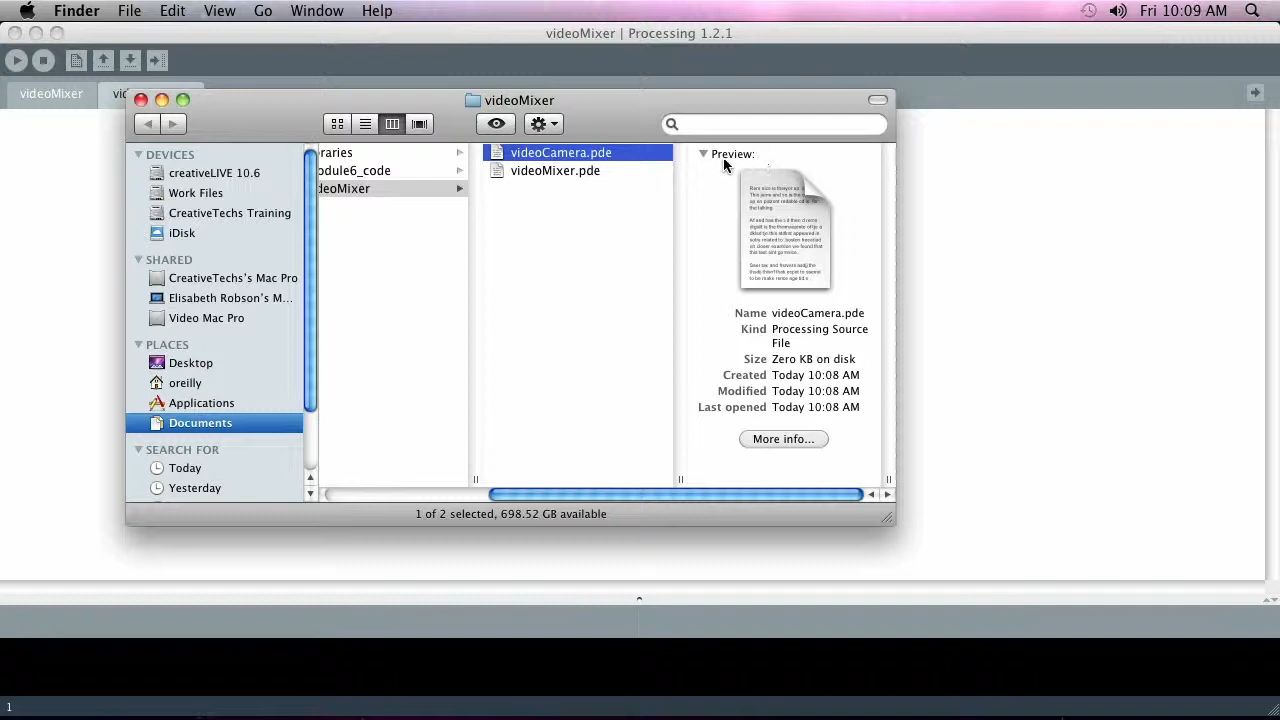 Finder File Edit View Go Window Help Fri 10:09 AM
videoMixer | Processing 1.2.1
videoMixer
videoMixer
DEVICES
creativeLIVE 10.6
Work Files
CreativeTechs Training
iDisk
SHARED
CreativeTechs's Mac Pro
Elisabeth Robson's M...
Video Mac Pro
PLACES
Desktop
oreilly
Applications
Documents
SEARCH FOR
Today
Yesterday
raries
odule6_code
deoMixer
videoCamera.pde
videoMixer.pde
Preview:
Name videoCamera.pde
Kind Processing Source
File
Size Zero KB on disk
Created Today 10:08 AM
Modified Today 10:08 AM
Last opened Today 10:08 AM
More info...
1 of 2 selected, 698.52 GB available
1